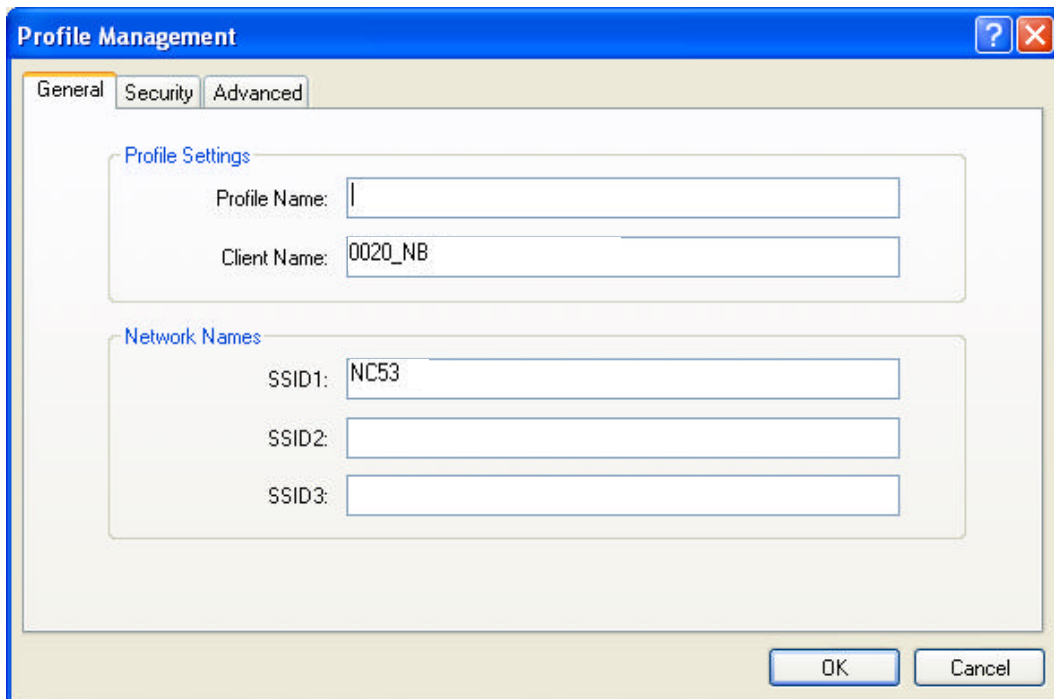 Profile Management
General Security Advanced
Profile Settings
Profile Name:
Client Name: 0020_NB
Network Names
SSID1: NC53
SSID2:
SSID3:
OK Cancel